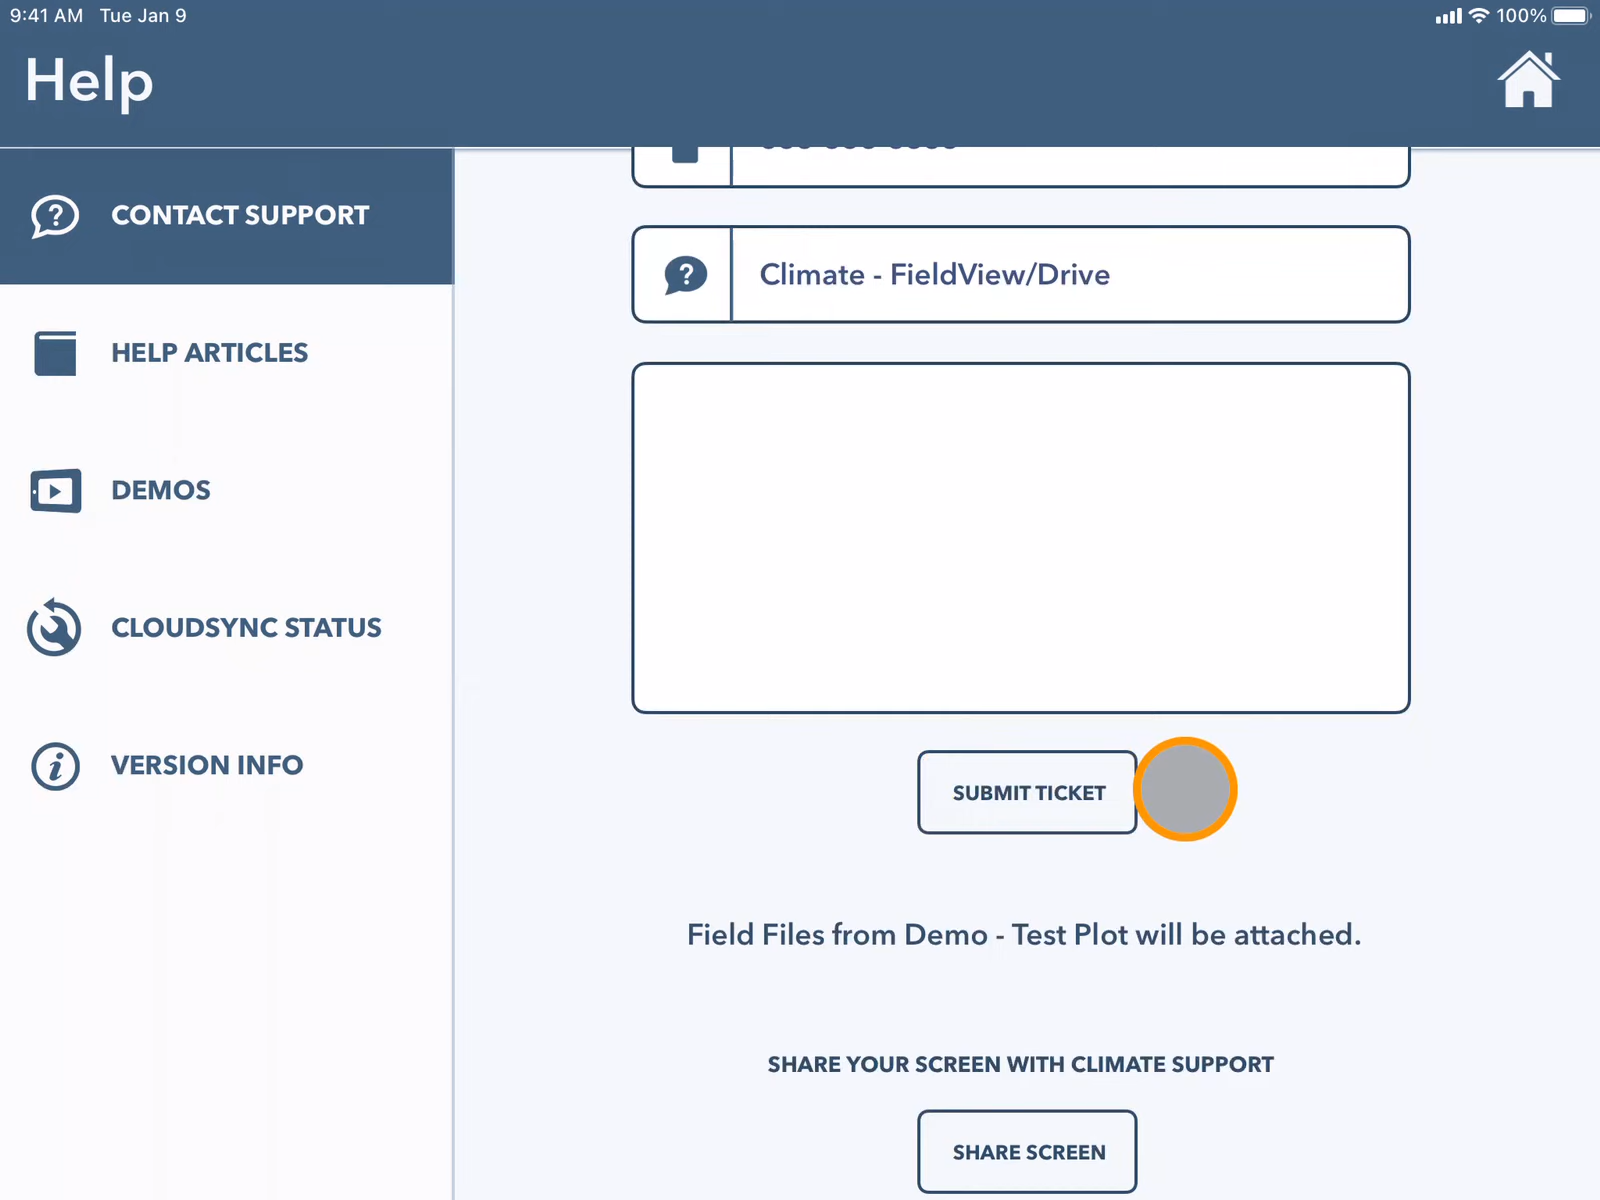 9:41 AM Tue Jan 9
100%
Help
CONTACT SUPPORT
HELP ARTICLES
DEMOS
CLOUDSYNC STATUS
VERSION INFO
Climate - FieldView/Drive
SUBMIT TICKET
Field Files from Demo - Test Plot will be attached.
SHARE YOUR SCREEN WITH CLIMATE SUPPORT
SHARE SCREEN